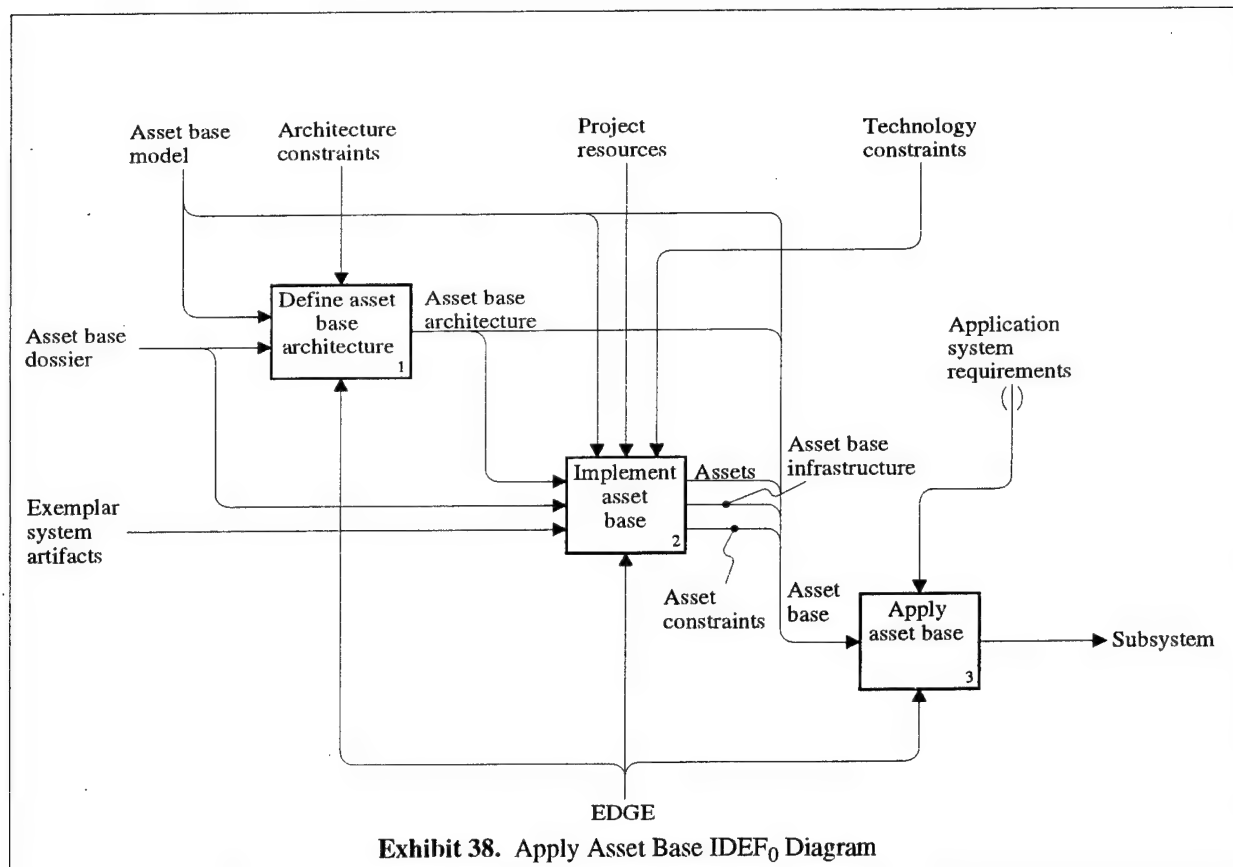 Asset base
model
Architecture
constraints
Project
resources
Technology
constraints
Define asset
base
architecture
1
Asset base
architecture
Asset base
dossier
Application
system
requirements
Exemplar
system
artifacts
Implement
asset
base
2
Assets
Asset base
infrastructure
Asset
constraints
Asset
base
Apply
asset base
3
Subsystem
EDGE
Exhibit 38. Apply Asset Base IDEF0 Diagram